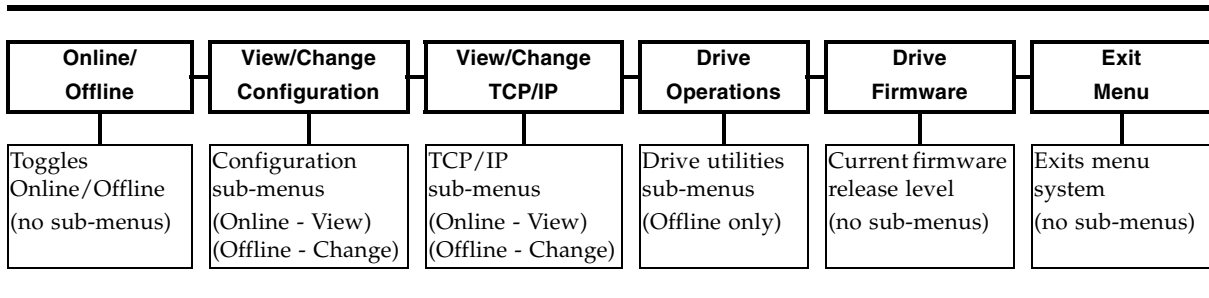 Online/
Offline
View/Change
Configuration
View/Change
TCP/IP
Drive
Operations
Drive
Firmware
Exit
Menu
Toggles
Online/Offline
(no sub-menus)
Configuration
sub-menus
(Online - View)
(Offline - Change)
TCP/IP
sub-menus
(Online - View)
(Offline - Change)
Drive utilities
sub-menus
(Offline only)
Current firmware
release level
(no sub-menus)
Exits menu
system
(no sub-menus)